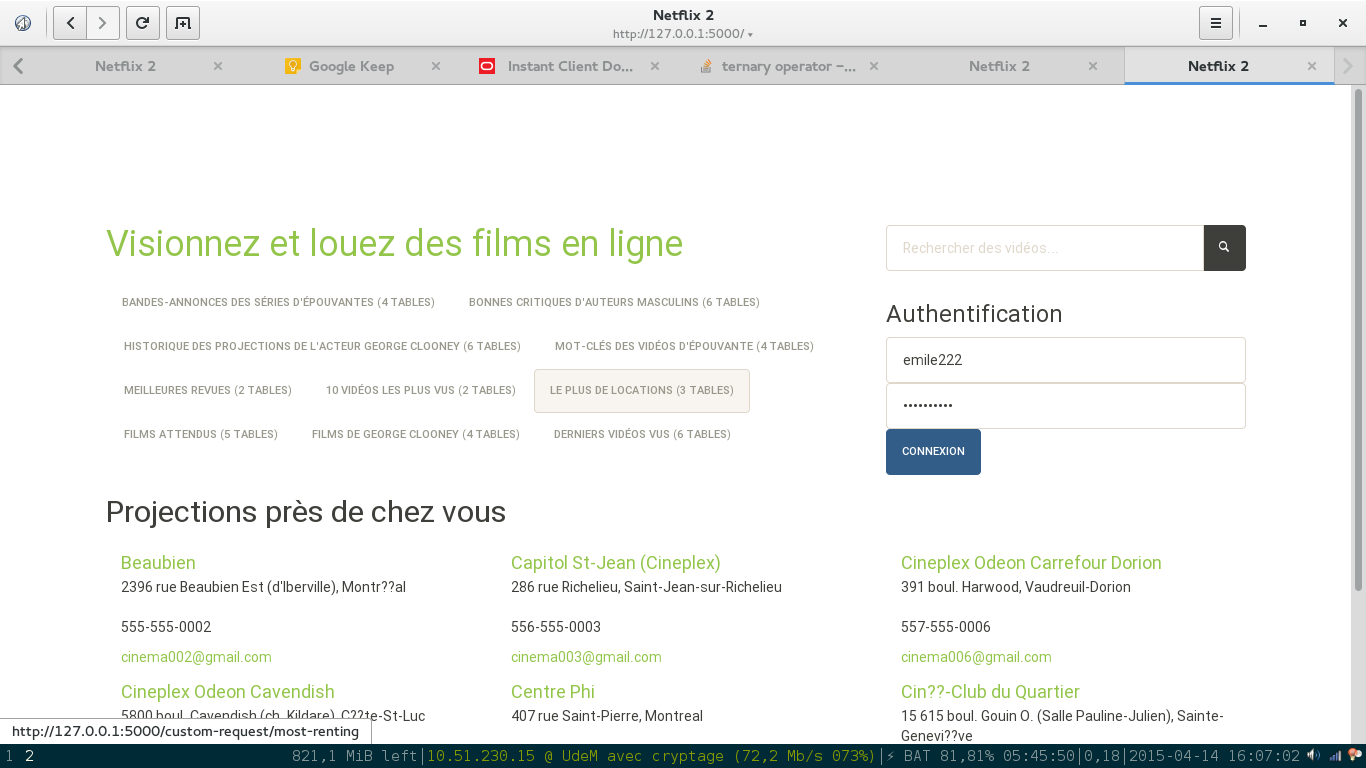 Netflix 2
http://127.0.0.1:5000/
Netflix 2
Google Keep
Instant Client Do...
ternary operator –...
Netflix 2
Netflix 2
Visionnez et louez des films en ligne
BANDES-ANNONCES DES SÉRIES D'ÉPOUVANTES (4 TABLES)
BONNES CRITIQUES D'AUTEURS MASCULINS (6 TABLES)
HISTORIQUE DES PROJECTIONS DE L'ACTEUR GEORGE CLOONEY (6 TABLES)
MOT-CLÉS DES VIDÉOS D'ÉPOUVANTE (4 TABLES)
MEILLEURES REVUES (2 TABLES)
10 VIDÉOS LES PLUS VUS (2 TABLES)
LE PLUS DE LOCATIONS (3 TABLES)
FILMS ATTENDUS (5 TABLES)
FILMS DE GEORGE CLOONEY (4 TABLES)
DERNIERS VIDÉOS VUS (6 TABLES)
Rechercher des vidéos...
Authentification
emile222
••••••••••
CONNEXION
Projections près de chez vous
Beaubien
2396 rue Beaubien Est (d'Iberville), Montr??al
555-555-0002
cinema002@gmail.com
Capitol St-Jean (Cineplex)
286 rue Richelieu, Saint-Jean-sur-Richelieu
556-555-0003
cinema003@gmail.com
Cineplex Odeon Carrefour Dorion
391 boul. Harwood, Vaudreuil-Dorion
557-555-0006
cinema006@gmail.com
Cineplex Odeon Cavendish
5800 boul. Cavendish (ch. Kildare), C??te-St-Luc
Centre Phi
407 rue Saint-Pierre, Montreal
Cin??-Club du Quartier
15 615 boul. Gouin O. (Salle Pauline-Julien), Sainte-
Genevi??ve
http://127.0.0.1:5000/custom-request/most-renting
1 2
821,1 MiB left|10.51.230.15 @ UdeM avec cryptage (72,2 Mb/s 073%)|⚡ BAT 81,81% 05:45:50|0,18|2015-04-14 16:07:02